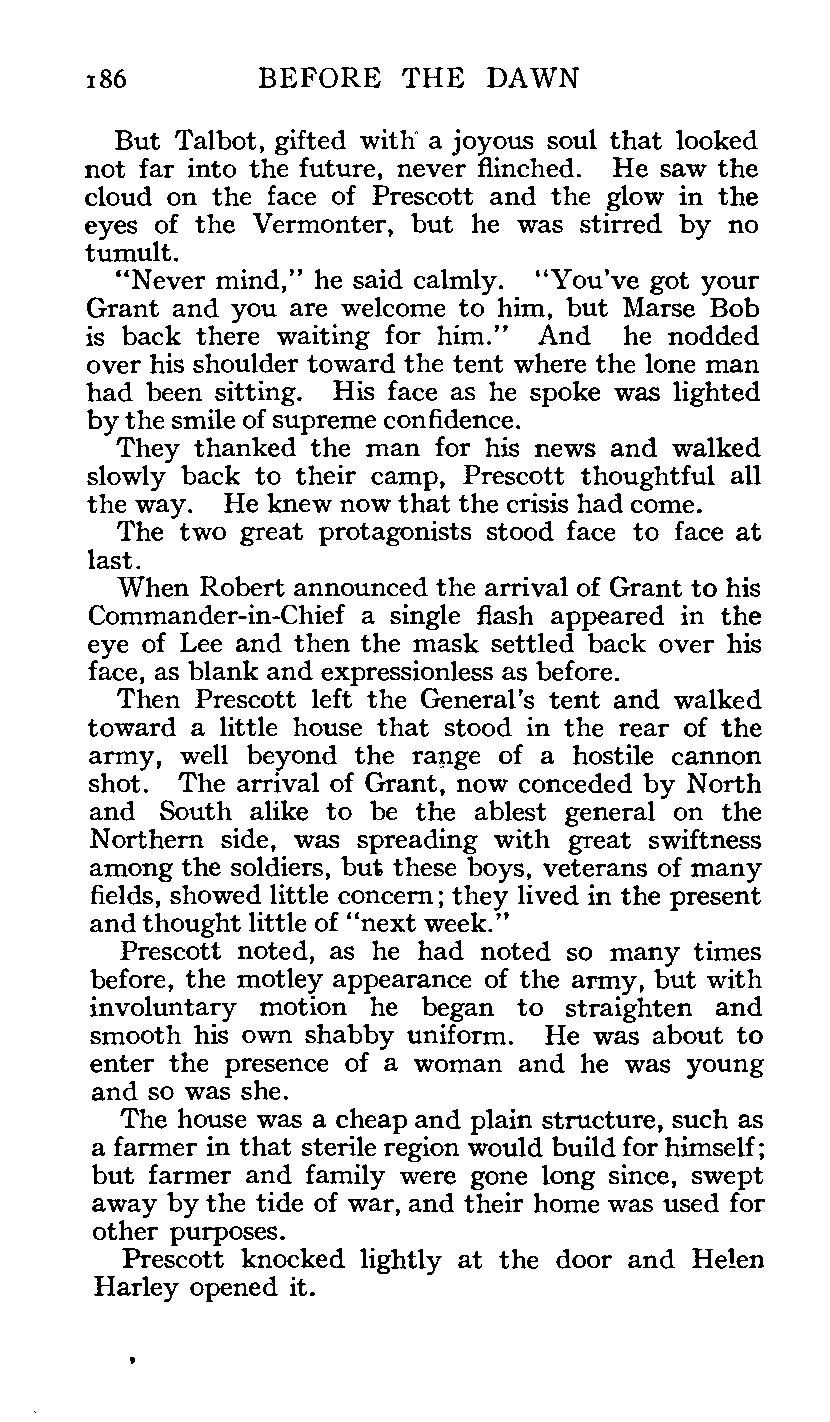 186 BEFORE THE DAWN
But Talbot, gifted with a joyous soul that looked
not far into the future, never flinched. He saw the
cloud on the face of Prescott and the glow in the
eyes of the Vermonter, but he was stirred by no
tumult.
"Never mind," he said calmly. "You've got your
Grant and you are welcome to him, but Marse Bob
is back there waiting for him." And he nodded
over his shoulder toward the tent where the lone man
had been sitting. His face as he spoke was lighted
by the smile of supreme confidence.
They thanked the man for his news and walked
slowly back to their camp, Prescott thoughtful all
the way. He knew now that the crisis had come.
The two great protagonists stood face to face at
last.
When Robert announced the arrival of Grant to his
Commander-in-Chief a single flash appeared in the
eye of Lee and then the mask settled back over his
face, as blank and expressionless as before.
Then Prescott left the General's tent and walked
toward a little house that stood in the rear of the
army, well beyond the range of a hostile cannon
shot. The arrival of Grant, now conceded by North
and South alike to be the ablest general on the
Northern side, was spreading with great swiftness
among the soldiers, but these boys, veterans of many
fields, showed little concern; they lived in the present
and thought little of "next week."
Prescott noted, as he had noted so many times
before, the motley appearance of the army, but with
involuntary motion he began to straighten and
smooth his own shabby uniform. He was about to
enter the presence of a woman and he was young
and so was she.
The house was a cheap and plain structure, such as
a farmer in that sterile region would build for himself;
but farmer and family were gone long since, swept
away by the tide of war, and their home was used for
other purposes.
Prescott knocked lightly at the door and Helen
Harley opened it.